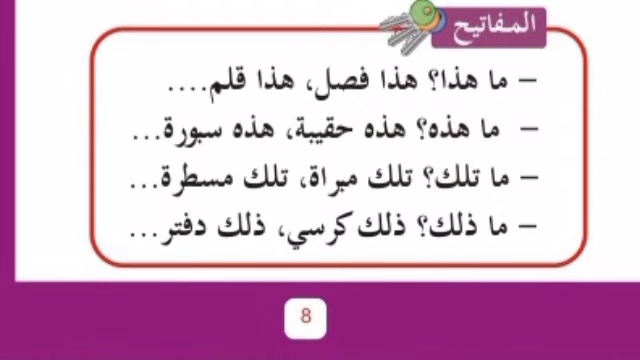 المفاتيح
– ما هذا؟ هذا فصل، هذا قلم....
– ما هذه؟ هذه حقيبة، هذه سبورة...
– ما تلك؟ تلك مبراة، تلك مسطرة...
– ما ذلك؟ ذلك كرسي، ذلك دفتر...
8